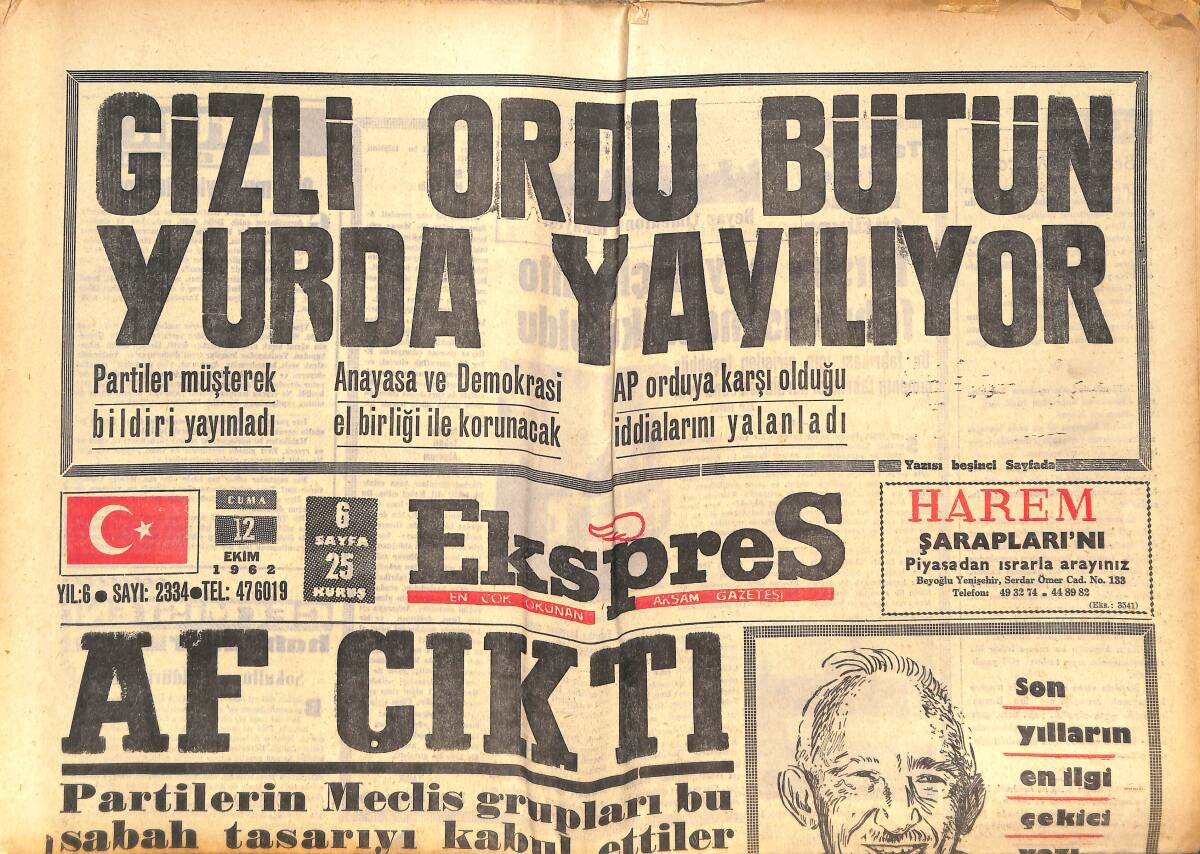 GİZLİ ORDU BÜTÜN
YURDA YAYILIYOR
Partiler müşterek
bildiri yayınladı
Anayasa ve Demokrasi
el birliği ile korunacak
AP orduya karşı olduğu
iddialarını yalanladı
Yazısı beşinci Sayfada
CUMA
12
EKİM
1962
6
SAYFA
25
KURUŞ
YIL:6 ● SAYI: 2334●TEL: 476019
EkspreS
EN ÇOK OKUNAN AKŞAM GAZETESİ
HAREM
ŞARAPLARI'NI
Piyasadan ısrarla arayınız
Beyoğlu Yenişehir, Serdar Ömer Cad. No. 133
Telefon: 49 32 74 . 44 89 82
(Eks.: 3541)
AF ÇIKTI
Partilerin Meclis grupları bu
sabah tasarıyı kabul ettiler
Son
yılların
en ilgi
çekici
yazı